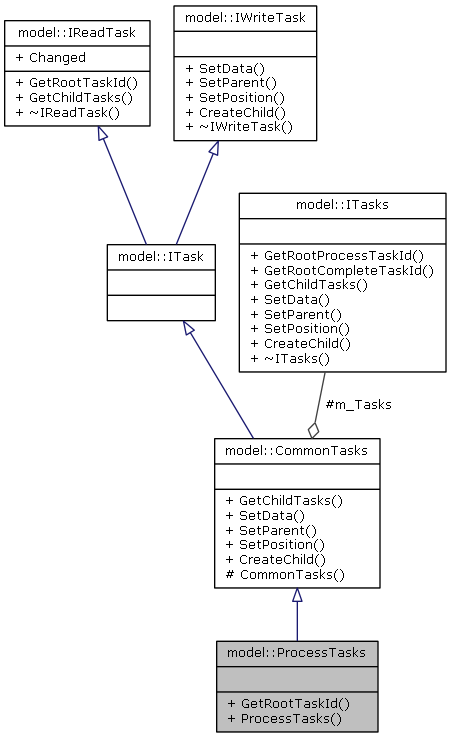 model::IReadTask
+ Changed
+ GetRootTaskId()
+ GetChildTasks()
+ ~IReadTask()
model::IWriteTask
+ SetData()
+ SetParent()
+ SetPosition()
+ CreateChild()
+ ~IWriteTask()
model::ITask
model::ITasks
+ GetRootProcessTaskId()
+ GetRootCompleteTaskId()
+ GetChildTasks()
+ SetData()
+ SetParent()
+ SetPosition()
+ CreateChild()
+ ~ITasks()
#m_Tasks
model::CommonTasks
+ GetChildTasks()
+ SetData()
+ SetParent()
+ SetPosition()
+ CreateChild()
# CommonTasks()
model::ProcessTasks
+ GetRootTaskId()
+ ProcessTasks()